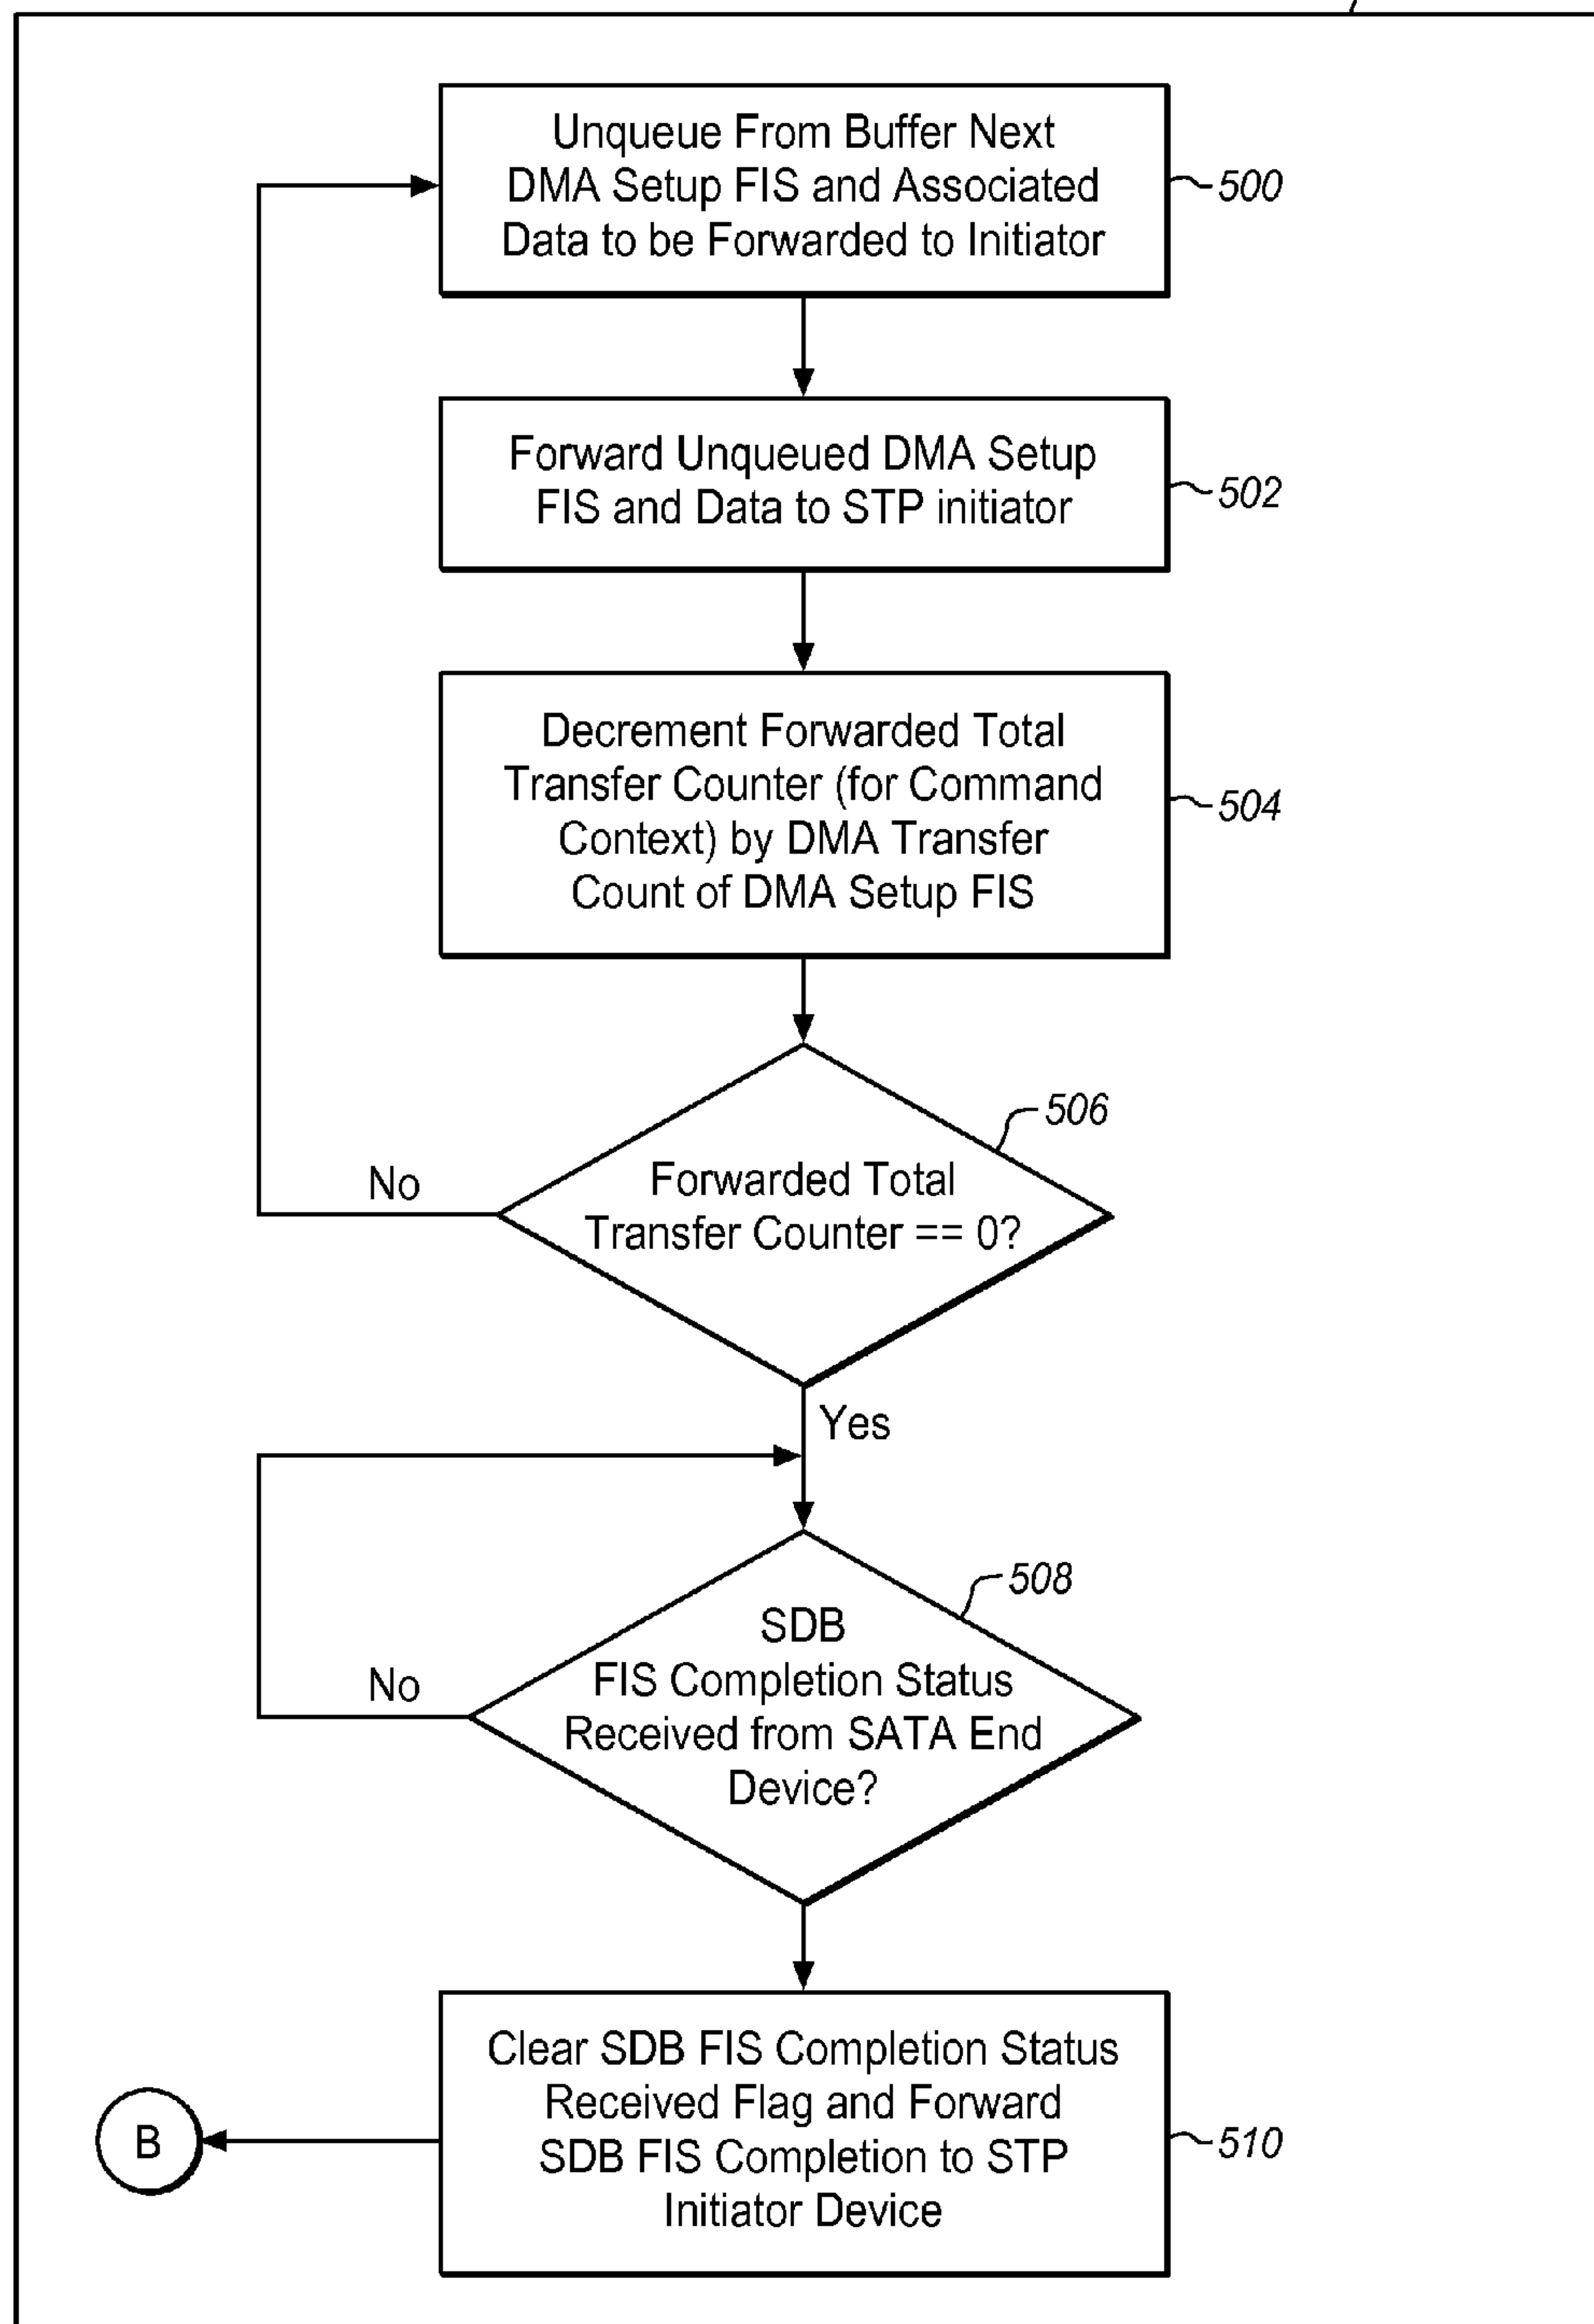 Unqueue From Buffer Next
DMA Setup FIS and Associated
Data to be Forwarded to Initiator
500
Forward Unqueued DMA Setup
FIS and Data to STP initiator
502
Decrement Forwarded Total
Transfer Counter (for Command
Context) by DMA Transfer
Count of DMA Setup FIS
504
506
Forwarded Total
Transfer Counter == 0?
No
Yes
508
SDB
FIS Completion Status
Received from SATA End
Device?
No
Clear SDB FIS Completion Status
Received Flag and Forward
SDB FIS Completion to STP
Initiator Device
510
B